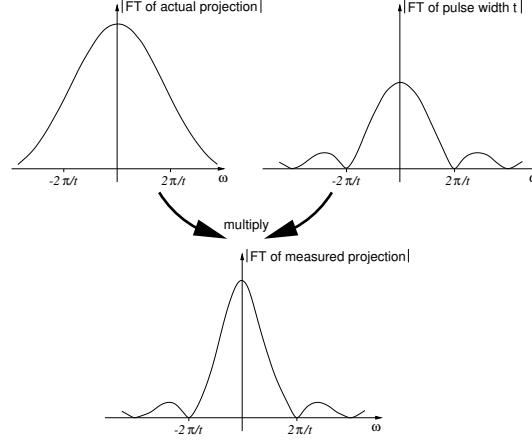 |FT of actual projection|
-2π/t
2π/t
ω
|FT of pulse width t|
-2π/t
2π/t
multiply
|FT of measured projection|
-2π/t
2π/t
ω